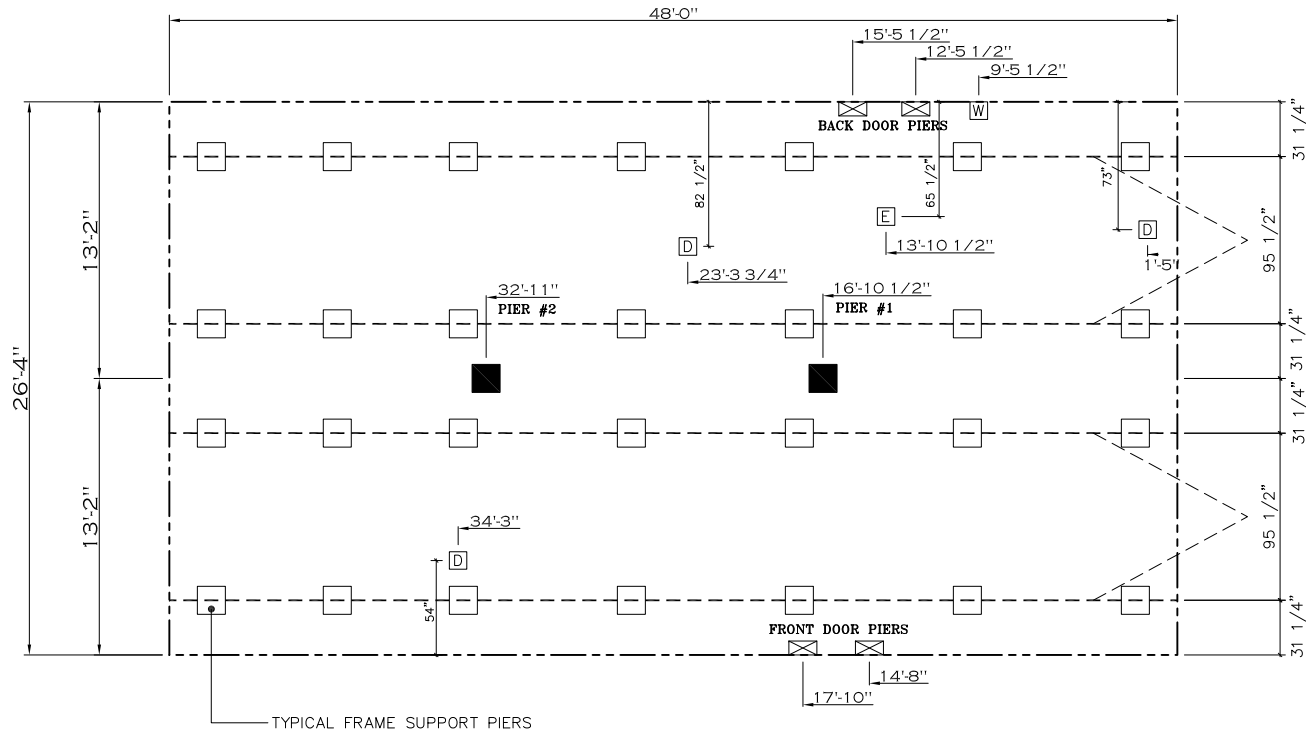 48'-0"
15'-5 1/2"
12'-5 1/2"
9'-5 1/2"
W
BACK DOOR PIERS
31 1/4"
82 1/2"
65 1/2"
73"
13'-2"
E
D
D
95 1/2"
13'-10 1/2"
1'-5"
23'-3 3/4"
32'-11"
16'-10 1/2"
PIER #2
PIER #1
31 1/4"
26'-4"
31 1/4"
13'-2"
34'-3"
D
95 1/2"
54"
FRONT DOOR PIERS
31 1/4"
14'-8"
17'-10"
TYPICAL FRAME SUPPORT PIERS